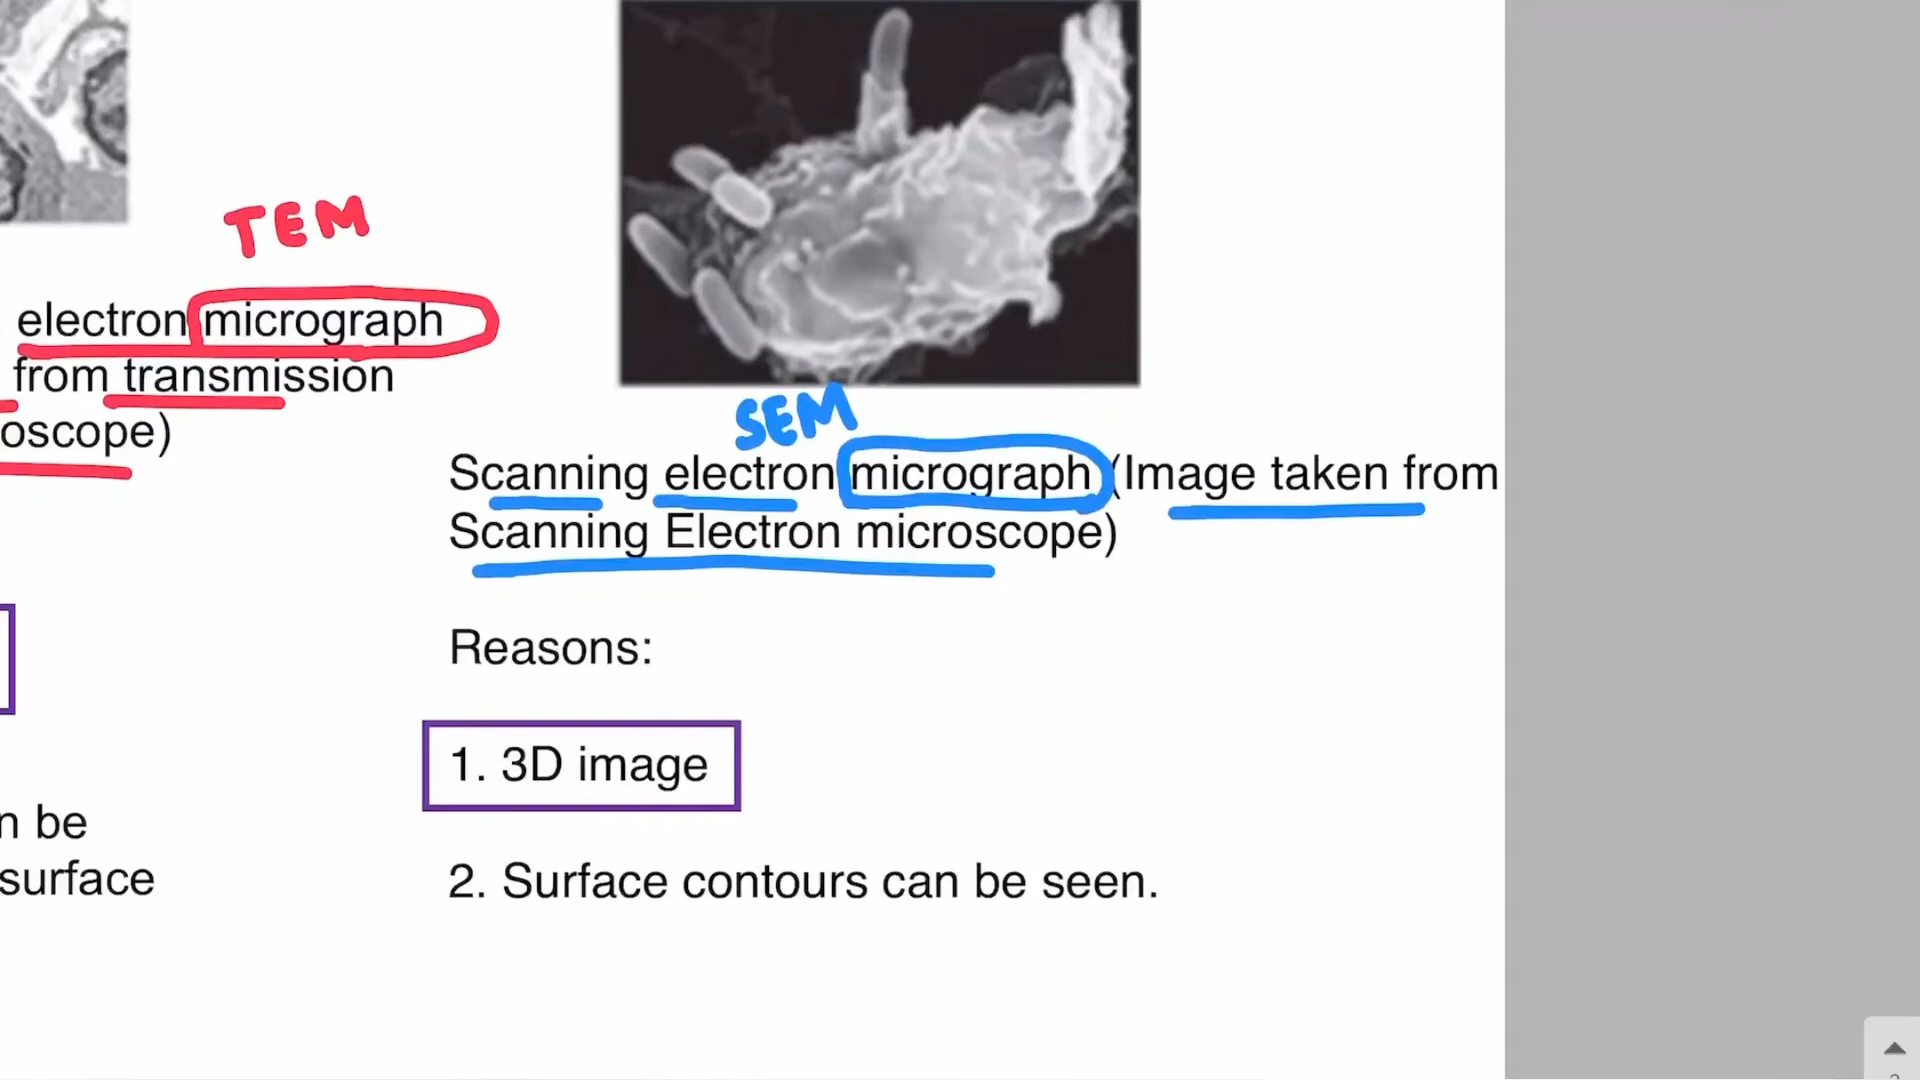 TEM
electron micrograph
from transmission
oscope)
n be
surface
SEM
Scanning electron micrograph (Image taken from
Scanning Electron microscope)
Reasons:
1. 3D image
2. Surface contours can be seen.